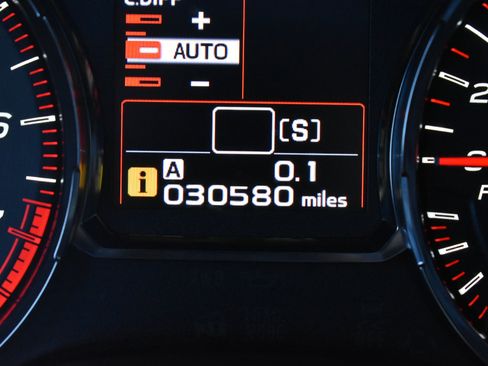 C.DIFF
+
AUTO
-
[S]
i A 0.1
030580 miles